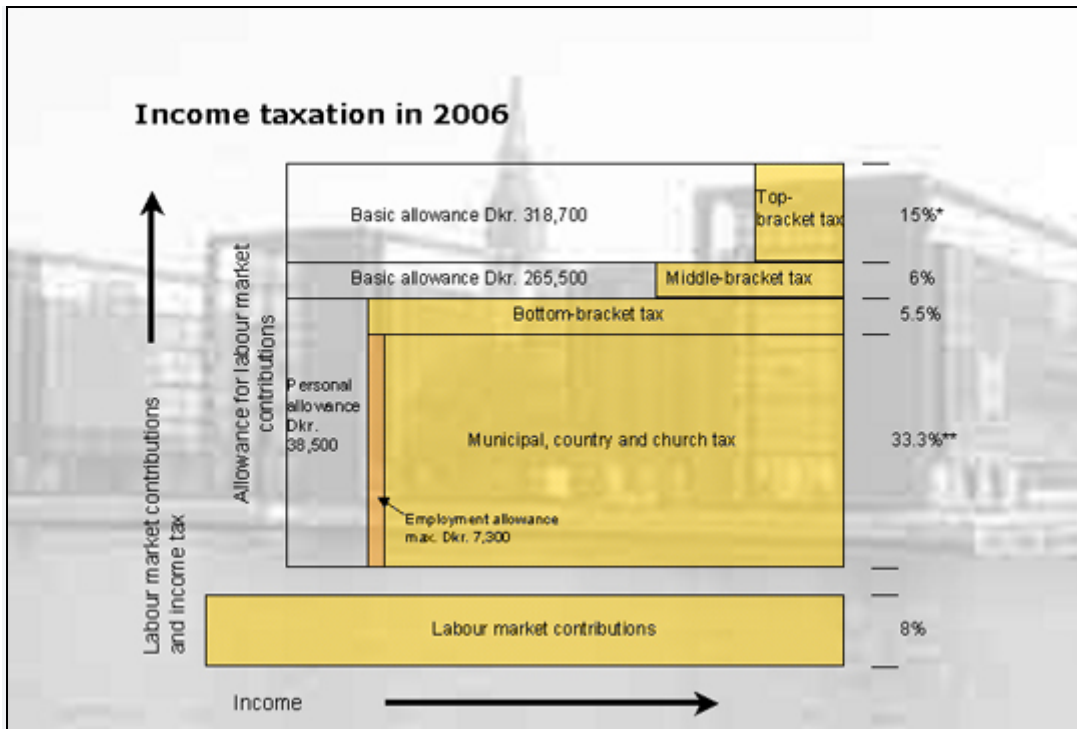 Income taxation in 2006
Basic allowance Dkr. 318,700
Top-
bracket tax
15%*
Basic allowance Dkr. 265,500
Middle-bracket tax
6%
Bottom-bracket tax
5.5%
Personal
allowance
Dkr.
38,500
Municipal, country and church tax
33.3%**
Employment allowance
max. Dkr. 7,300
Allowance for labour market
contributions
Labour market contributions
and income tax
Labour market contributions
8%
Income